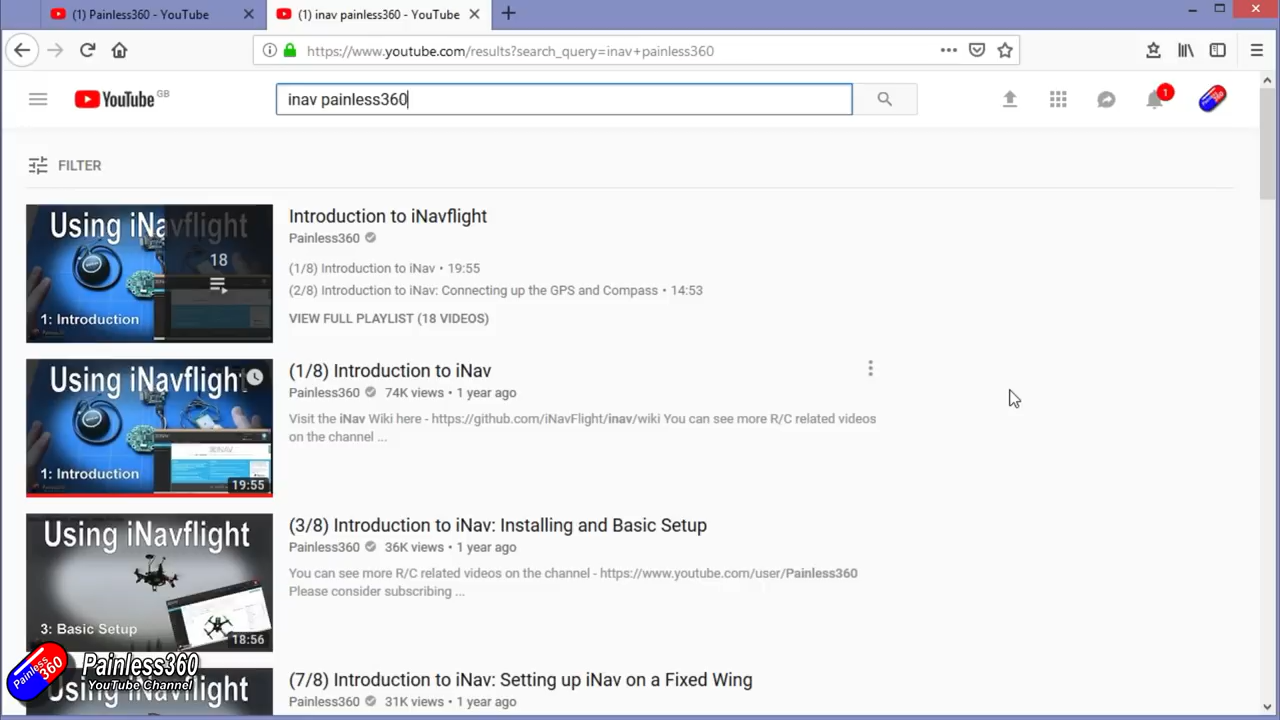 (1) Painless360 - YouTube
(1) inav painless360 - YouTube
https://www.youtube.com/results?search_query=inav+painless360
YouTube GB
inav painless360
1
FILTER
Using iNavflight
18
1: Introduction
Introduction to iNavflight
Painless360
(1/8) Introduction to iNav • 19:55
(2/8) Introduction to iNav: Connecting up the GPS and Compass • 14:53
VIEW FULL PLAYLIST (18 VIDEOS)
Using iNavflight
1: Introduction
19:55
(1/8) Introduction to iNav
Painless360 74K views • 1 year ago
Visit the iNav Wiki here - https://github.com/iNavFlight/inav/wiki You can see more R/C related videos
on the channel ...
Using iNavflight
3: Basic Setup
18:56
(3/8) Introduction to iNav: Installing and Basic Setup
Painless360 36K views • 1 year ago
You can see more R/C related videos on the channel - https://www.youtube.com/user/Painless360
Please consider subscribing ...
Using iNavflight
(7/8) Introduction to iNav: Setting up iNav on a Fixed Wing
Painless360 31K views • 1 year ago
Painless 360
Painless360
YouTube Channel